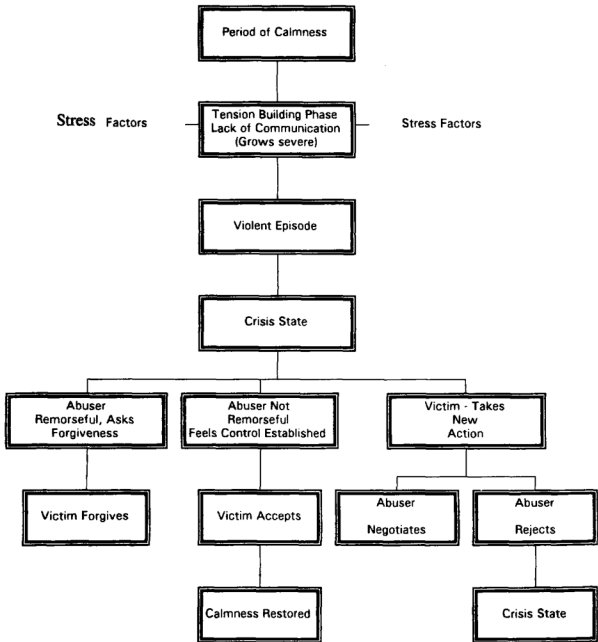 Period of Calmness
Tension Building Phase
Stress Factors
Lack of Communication
Stress Factors
(Grows severe)
Violent Episode
Crisis State
Abuser
Remorseful, Asks
Forgiveness
Abuser Not
Remorseful
Feels Control Established
Victim - Takes
New
Action
Victim Forgives
Victim Accepts
Abuser
Negotiates
Abuser
Rejects
Calmness Restored
Crisis State